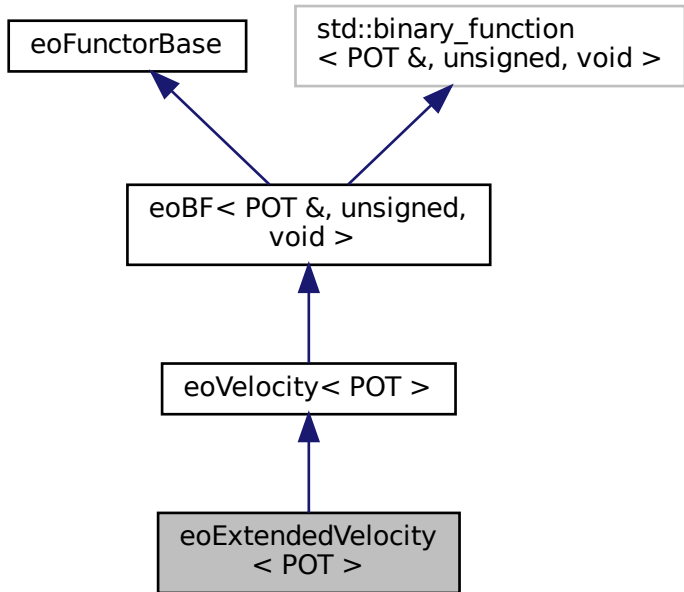 eoFunctorBase
std::binary_function
< POT &, unsigned, void >
eoBF< POT &, unsigned,
void >
eoVelocity< POT >
eoExtendedVelocity
< POT >